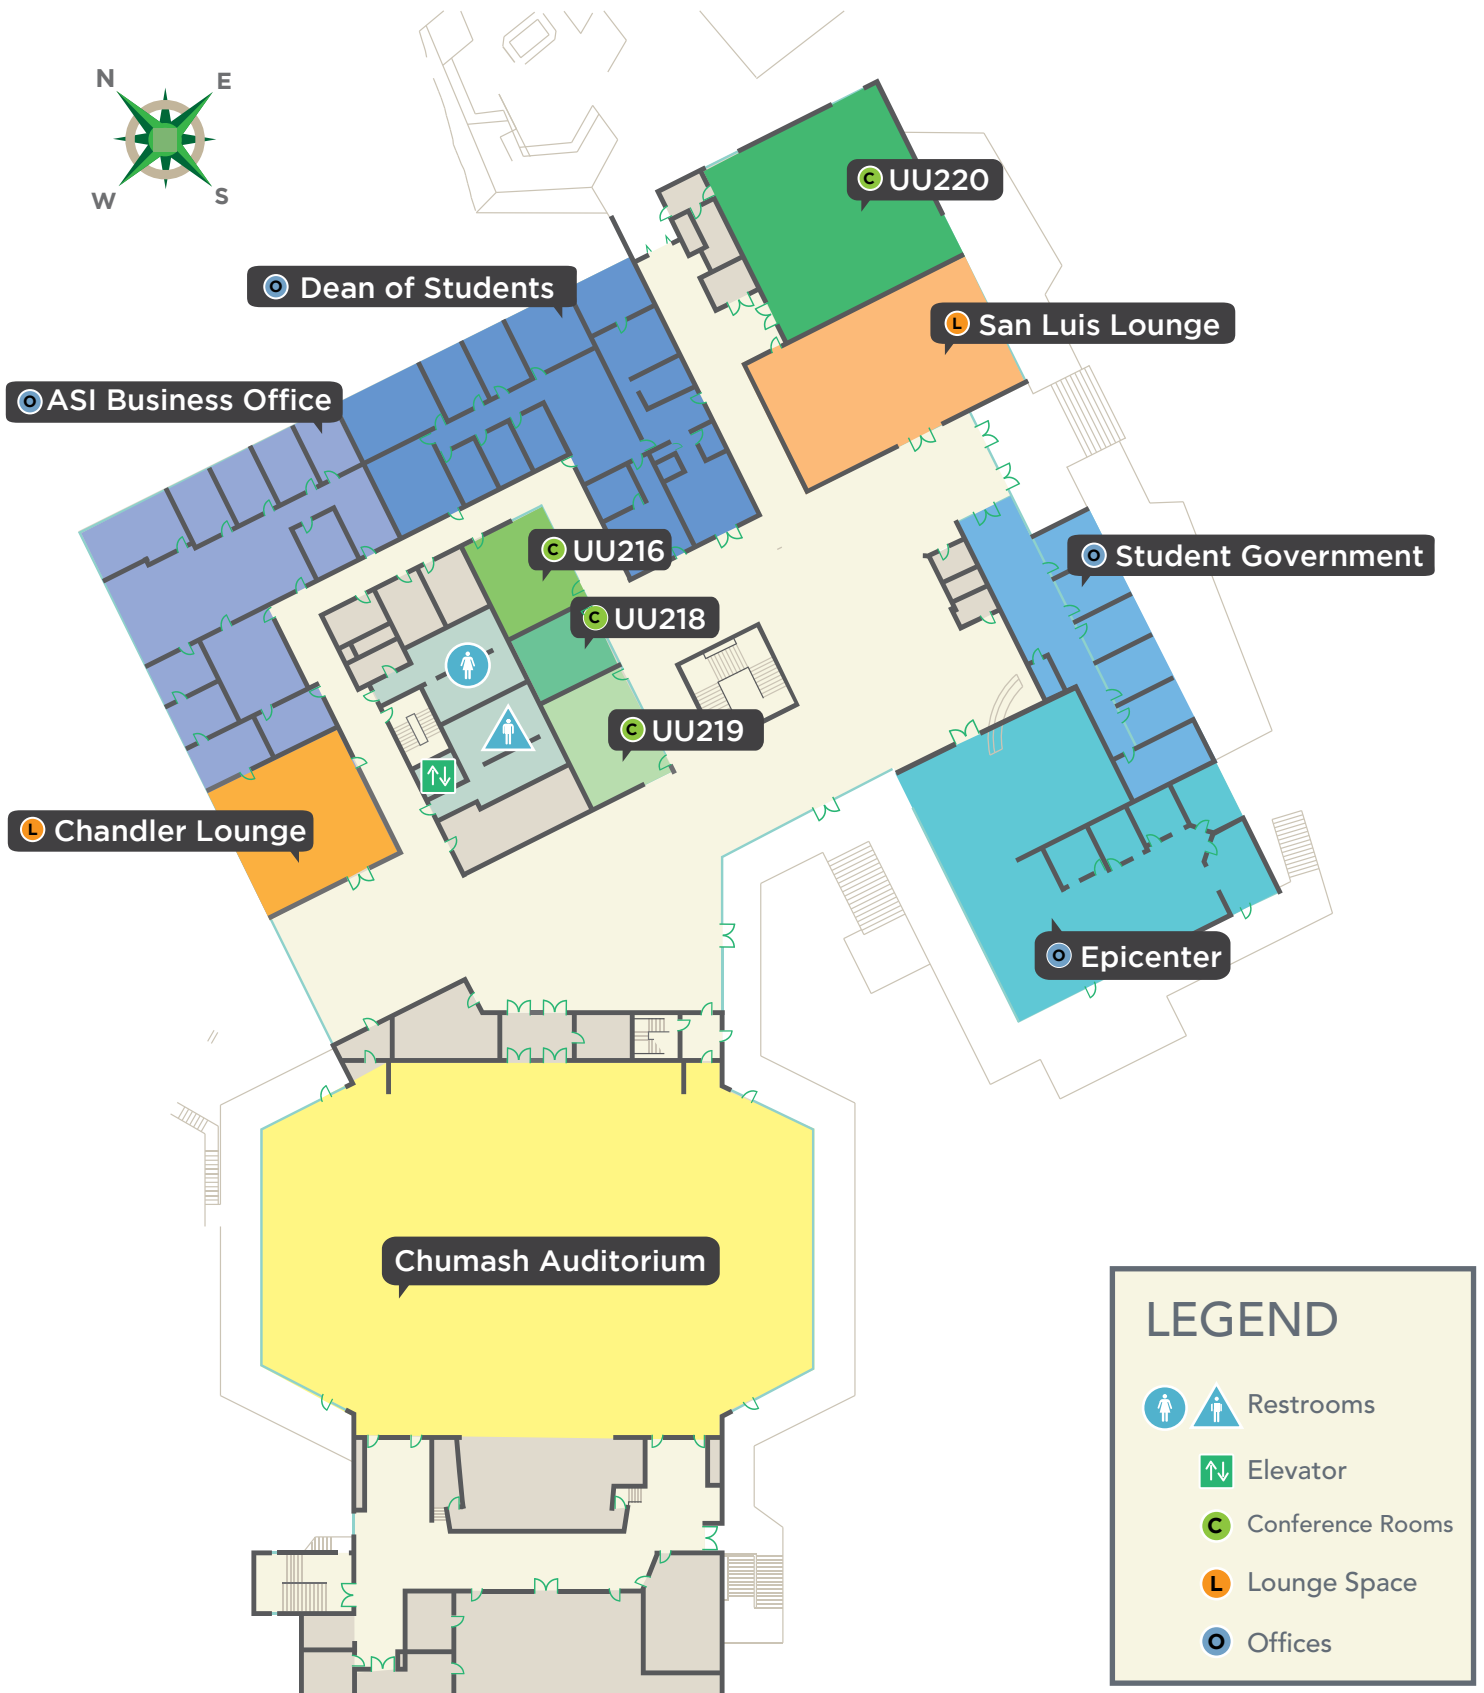 N
E
W
S
C UU220
O Dean of Students
L San Luis Lounge
O ASI Business Office
C UU216
O Student Government
C UU218
C UU219
L Chandler Lounge
O Epicenter
Chumash Auditorium
LEGEND
Restrooms
Elevator
C Conference Rooms
L Lounge Space
O Offices